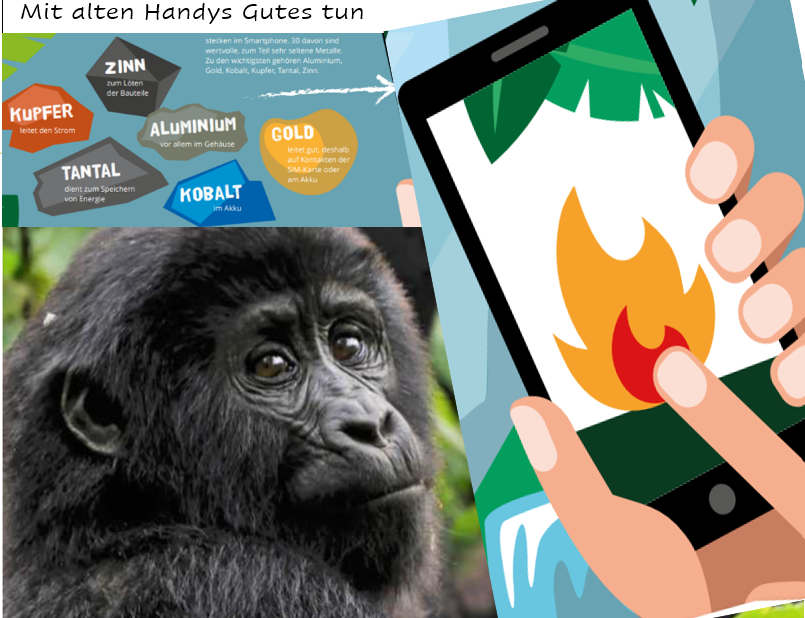 Mit alten Handys Gutes tun
stecken im Smartphone. 30 davon sind
wertvolle, zum Teil sehr seltene Metalle.
Zu den wichtigsten gehören Aluminium,
Gold, Kobalt, Kupfer, Tantal, Zinn.
ZINN
zum Löten
der Bauteile
KUPFER
leitet den Strom
ALUMINIUM
vor allem im Gehäuse
GOLD
leitet gut, deshalb
auf Kontakten der
SIM-Karte oder
am Akku
TANTAL
dient zum Speichern
von Energie
KOBALT
im Akku